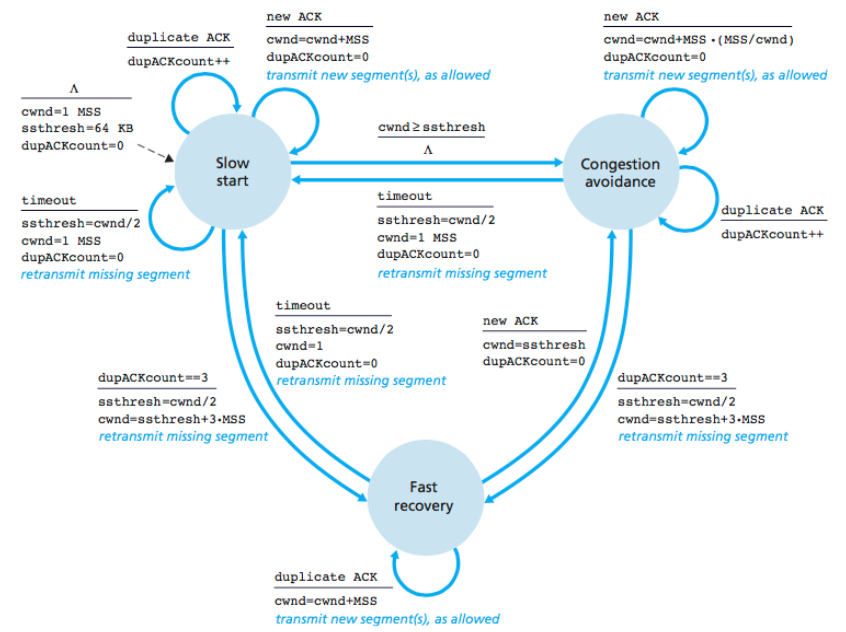 new ACK
cwnd=cwnd+MSS
dupACKcount=0
transmit new segment(s), as allowed
duplicate ACK
dupACKcount++
Λ
cwnd=1 MSS
ssthresh=64 KB
dupACKcount=0
Slow
start
timeout
ssthresh=cwnd/2
cwnd=1 MSS
dupACKcount=0
retransmit missing segment
cwnd≥ssthresh
Λ
timeout
ssthresh=cwnd/2
cwnd=1 MSS
dupACKcount=0
retransmit missing segment
new ACK
cwnd=cwnd+MSS •(MSS/cwnd)
dupACKcount=0
transmit new segment(s), as allowed
Congestion
avoidance
duplicate ACK
dupACKcount++
timeout
ssthresh=cwnd/2
cwnd=1
dupACKcount=0
retransmit missing segment
new ACK
cwnd=ssthresh
dupACKcount=0
dupACKcount==3
ssthresh=cwnd/2
cwnd=ssthresh+3•MSS
retransmit missing segment
dupACKcount==3
ssthresh=cwnd/2
cwnd=ssthresh+3•MSS
retransmit missing segment
Fast
recovery
duplicate ACK
cwnd=cwnd+MSS
transmit new segment(s), as allowed